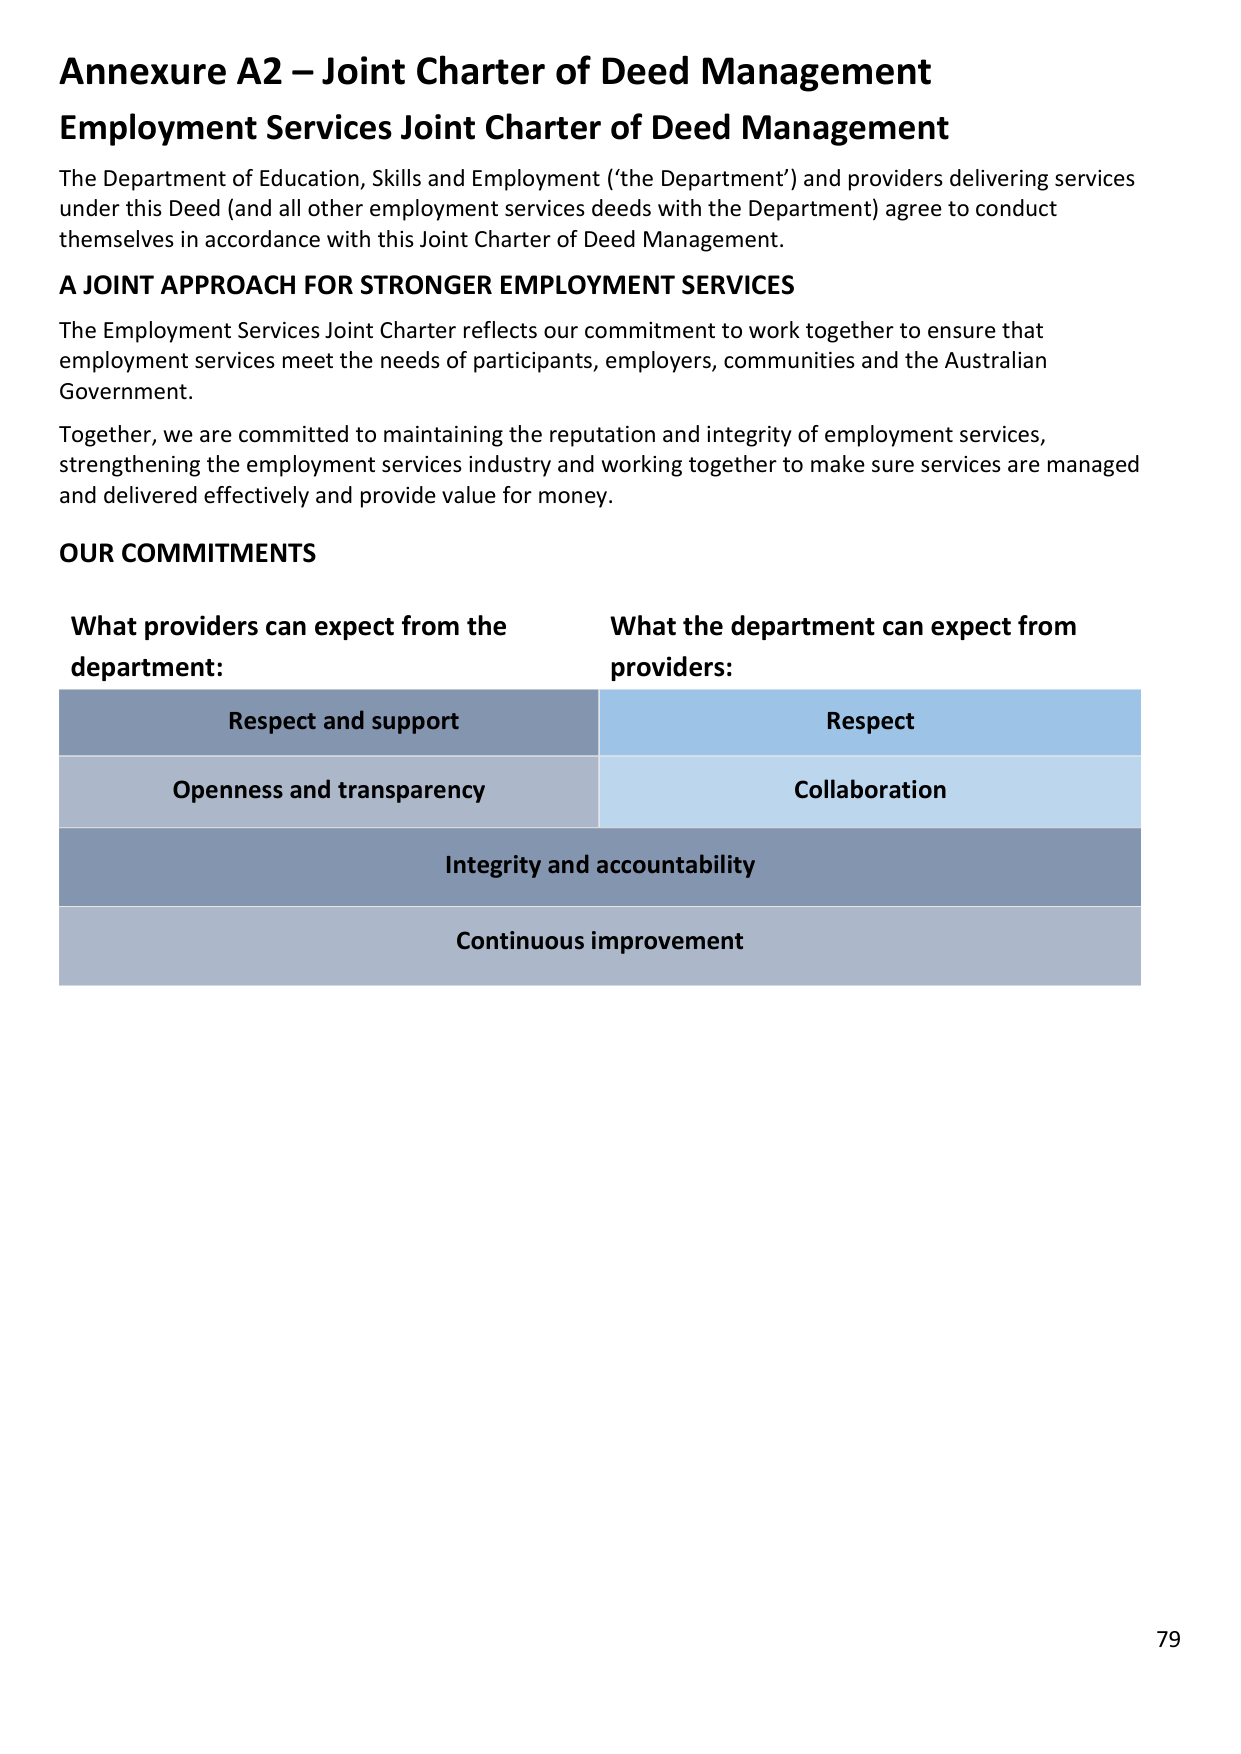 Annexure A2 – Joint Charter of Deed Management
Employment Services Joint Charter of Deed Management
The Department of Education, Skills and Employment (‘the Department’) and providers delivering services
under this Deed (and all other employment services deeds with the Department) agree to conduct
themselves in accordance with this Joint Charter of Deed Management.
A JOINT APPROACH FOR STRONGER EMPLOYMENT SERVICES
The Employment Services Joint Charter reflects our commitment to work together to ensure that
employment services meet the needs of participants, employers, communities and the Australian
Government.
Together, we are committed to maintaining the reputation and integrity of employment services,
strengthening the employment services industry and working together to make sure services are managed
and delivered effectively and provide value for money.
OUR COMMITMENTS
What providers can expect from the
department:
What the department can expect from
providers:
Respect and support
Respect
Openness and transparency
Collaboration
Integrity and accountability
Continuous improvement
79